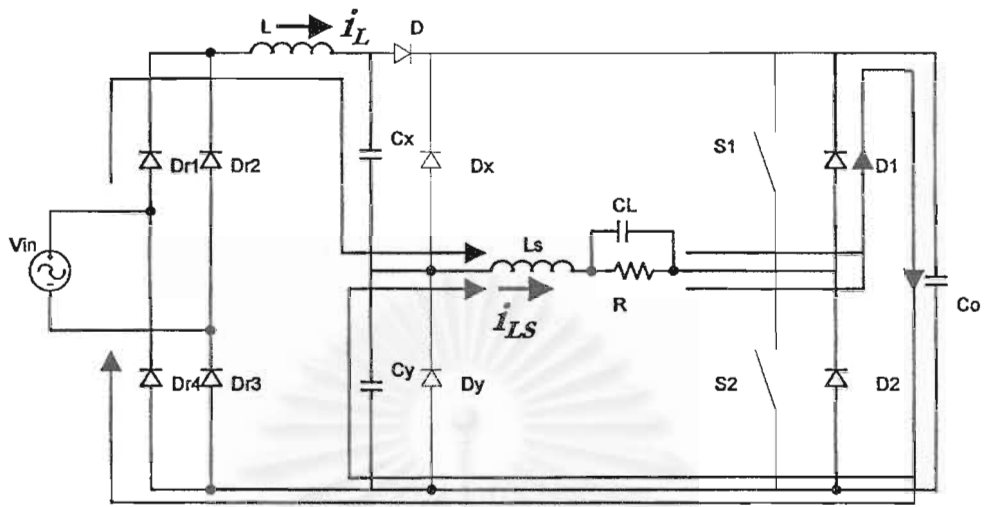 L
iL
D
Cx
Dx
S1
D1
Dr1
Dr2
Vin
CL
Ls
R
iLS
Co
Dr4
Dr3
Cy
Dy
S2
D2